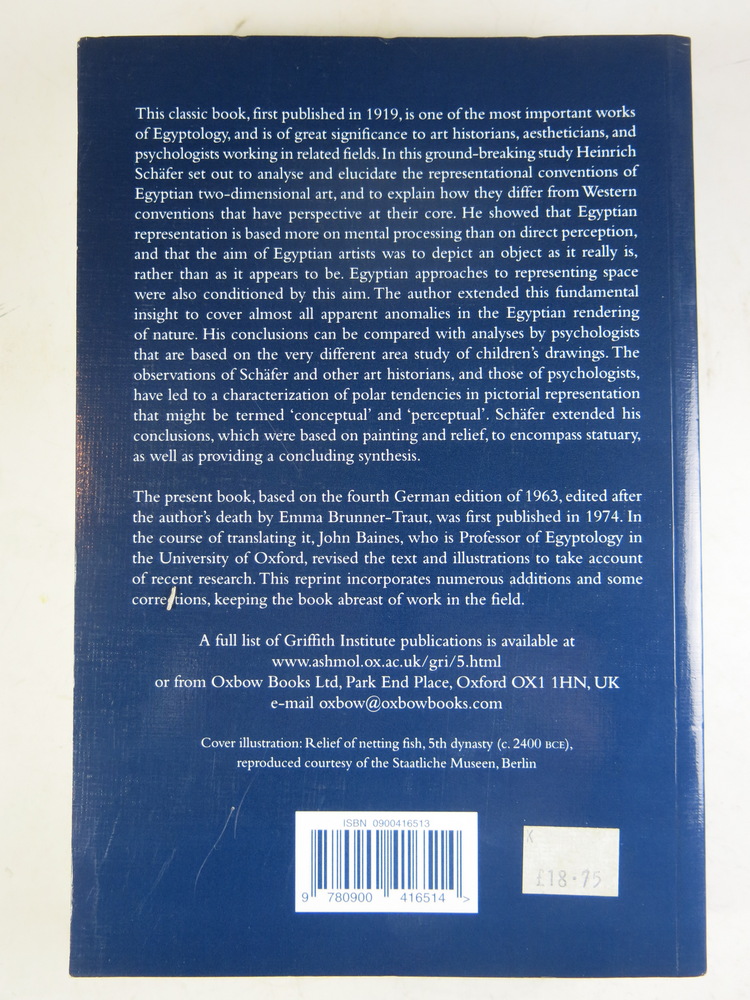 This classic book, first published in 1919, is one of the most important works
of Egyptology, and is of great significance to art historians, aestheticians, and
psychologists working in related fields. In this ground-breaking study Heinrich
Schäfer set out to analyse and elucidate the representational conventions of
Egyptian two-dimensional art, and to explain how they differ from Western
conventions that have perspective at their core. He showed that Egyptian
representation is based more on mental processing than on direct perception,
and that the aim of Egyptian artists was to depict an object as it really is,
rather than as it appears to be. Egyptian approaches to representing space
were also conditioned by this aim. The author extended this fundamental
insight to cover almost all apparent anomalies in the Egyptian rendering
of nature. His conclusions can be compared with analyses by psychologists
that are based on the very different area study of children's drawings. The
observations of Schäfer and other art historians, and those of psychologists,
have led to a characterization of polar tendencies in pictorial representation
that might be termed 'conceptual' and 'perceptual'. Schäfer extended his
conclusions, which were based on painting and relief, to encompass statuary,
as well as providing a concluding synthesis.
The present book, based on the fourth German edition of 1963, edited after
the author's death by Emma Brunner-Traut, was first published in 1974. In
the course of translating it, John Baines, who is Professor of Egyptology in
the University of Oxford, revised the text and illustrations to take account
of recent research. This reprint incorporates numerous additions and some
corrections, keeping the book abreast of work in the field.
A full list of Griffith Institute publications is available at
www.ashmol.ox.ac.uk/gri/5.html
or from Oxbow Books Ltd, Park End Place, Oxford OX1 1HN, UK
e-mail oxbow@oxbowbooks.com
Cover illustration: Relief of netting fish, 5th dynasty (c. 2400 BCE),
reproduced courtesy of the Staatliche Museen, Berlin
ISBN 0900416513
9 780900 416514 >
K
£18.75